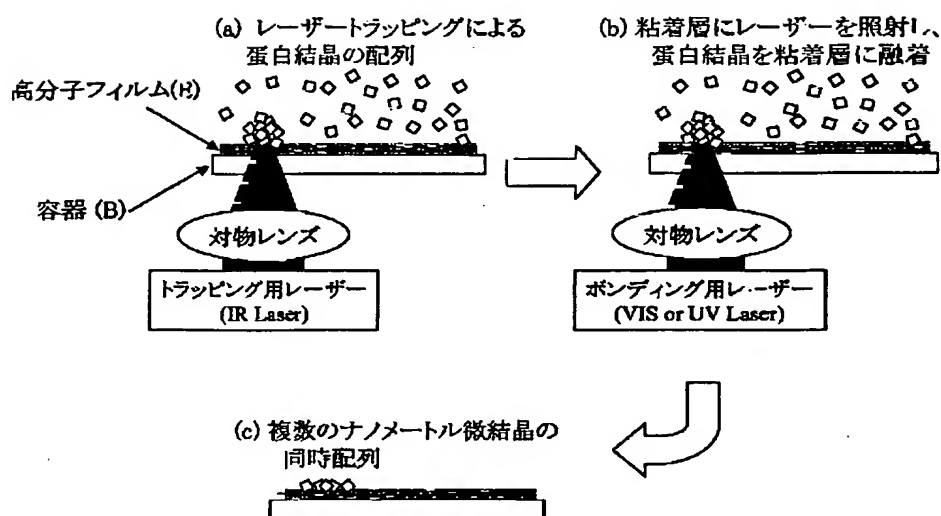 (a) レーザートラッピングによる
蛋白結晶の配列
(b) 粘着層にレーザーを照射し、
蛋白結晶を粘着層に融着
高分子フィルム(E)
容器(B)
対物レンズ
トラッピング用レーザー
(IR Laser)
対物レンズ
ボンディング用レーザー
(VIS or UV Laser)
(c) 複数のナノメートル微結晶の
同時配列